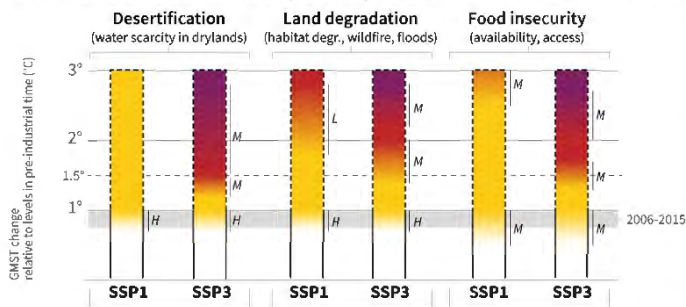 Desertification
(water scarcity in drylands)
Land degradation
(habitat degr., wildfire, floods)
Food insecurity
(availability, access)
GMST change
relative to levels in pre-industrial time (°C)
3°
2°
1.5°
1°
M
M
H
H
L
H
M
M
H
M
M
M
M
M
2006-2015
SSP1
SSP3
SSP1
SSP3
SSP1
SSP3